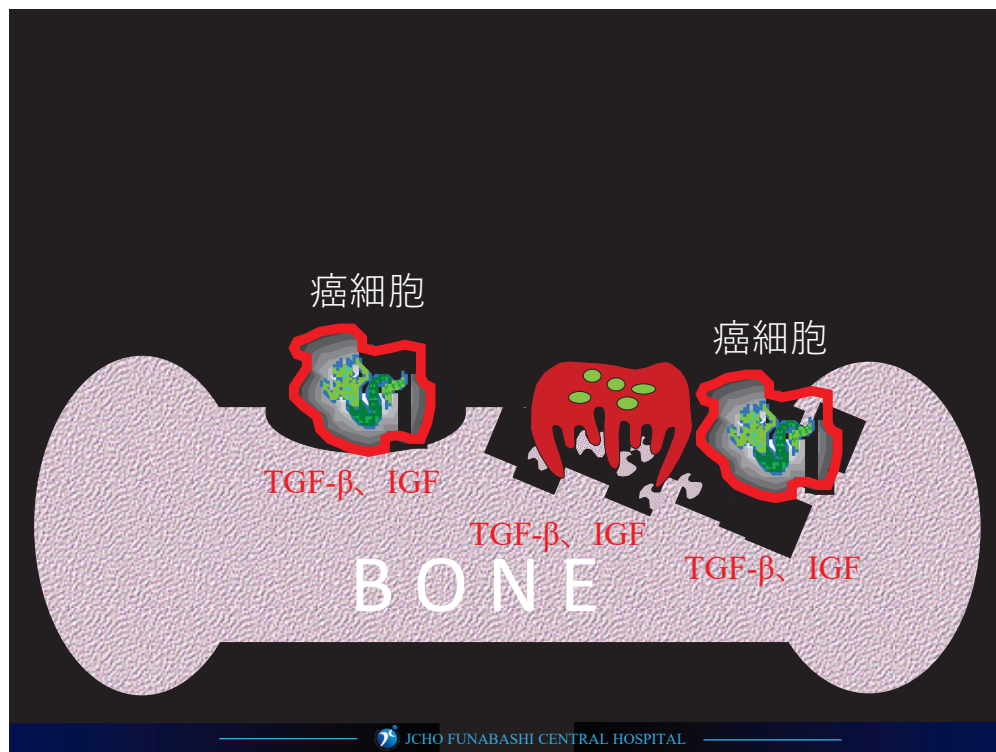 癌細胞
癌細胞
TGF-β、IGF
TGF-β、IGF
TGF-β、IGF
BONE
JCHO FUNABASHI CENTRAL HOSPITAL